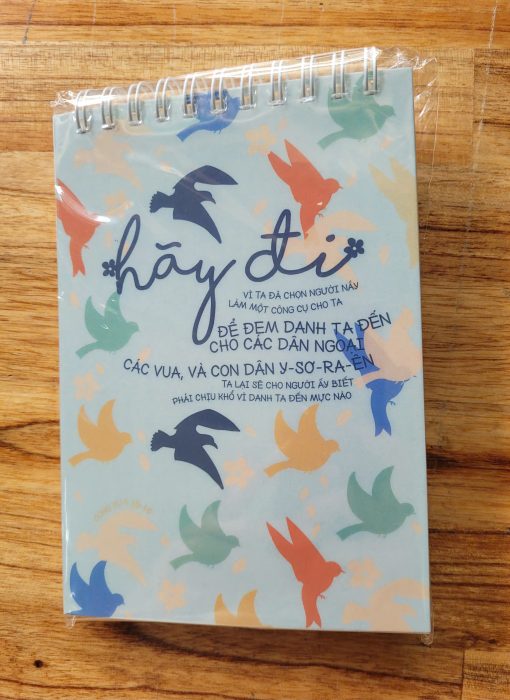 hãy đi
VÌ TA ĐÃ CHỌN NGƯỜI NẦY
LÀM MỘT CÔNG CỤ CHO TA
ĐỂ ĐEM DANH TA ĐẾN
CHO CÁC DÂN NGOẠI
CÁC VUA, VÀ CON DÂN Y-SƠ-RA-ÊN
TA LẠI SẼ CHO NGƯỜI ẤY BIẾT
PHẢI CHỊU KHỔ VÌ DANH TA ĐẾN MỰC NÀO